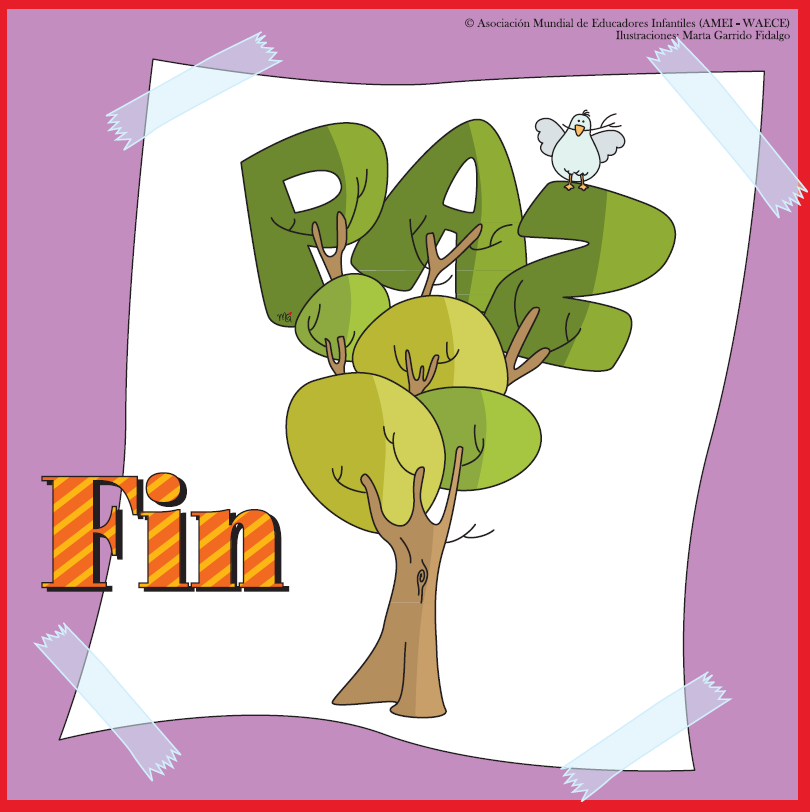 © Asociación Mundial de Educadores Infantiles (AMEI - WAECE)
Ilustraciones: Marta Garrido Fidalgo
PAZ
Fin